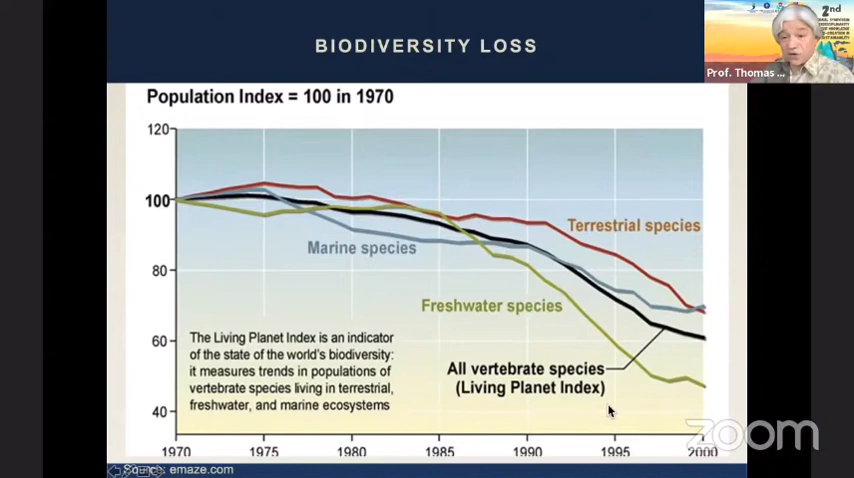 BIODIVERSITY LOSS
2nd
Prof. Thomas ...
Population Index = 100 in 1970
120
100
80
60
40
Terrestrial species
Marine species
Freshwater species
All vertebrate species
(Living Planet Index)
The Living Planet Index is an indicator
of the state of the world's biodiversity:
it measures trends in populations of
vertebrate species living in terrestrial,
freshwater, and marine ecosystems
1970 1975 1980 1985 1990 1995 2000
zoom
Source: emaze.com